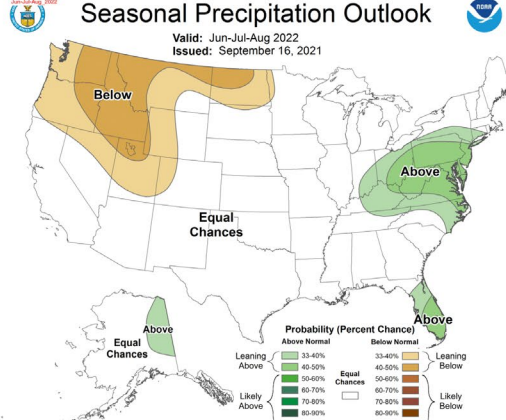 Jun-Jul-Aug_2022
Seasonal Precipitation Outlook
NOAA
Valid: Jun-Jul-Aug 2022
Issued: September 16, 2021
Below
Above
Equal
Chances
Above
Equal
Chances
Above
Probability (Percent Chance)
Above Normal
Below Normal
Leaning
Above
33-40%
40-50%
50-60%
Likely
Above
60-70%
70-80%
80-90%
Equal
Chances
33-40%
40-50%
50-60%
60-70%
70-80%
80-90%
Leaning
Below
Likely
Below